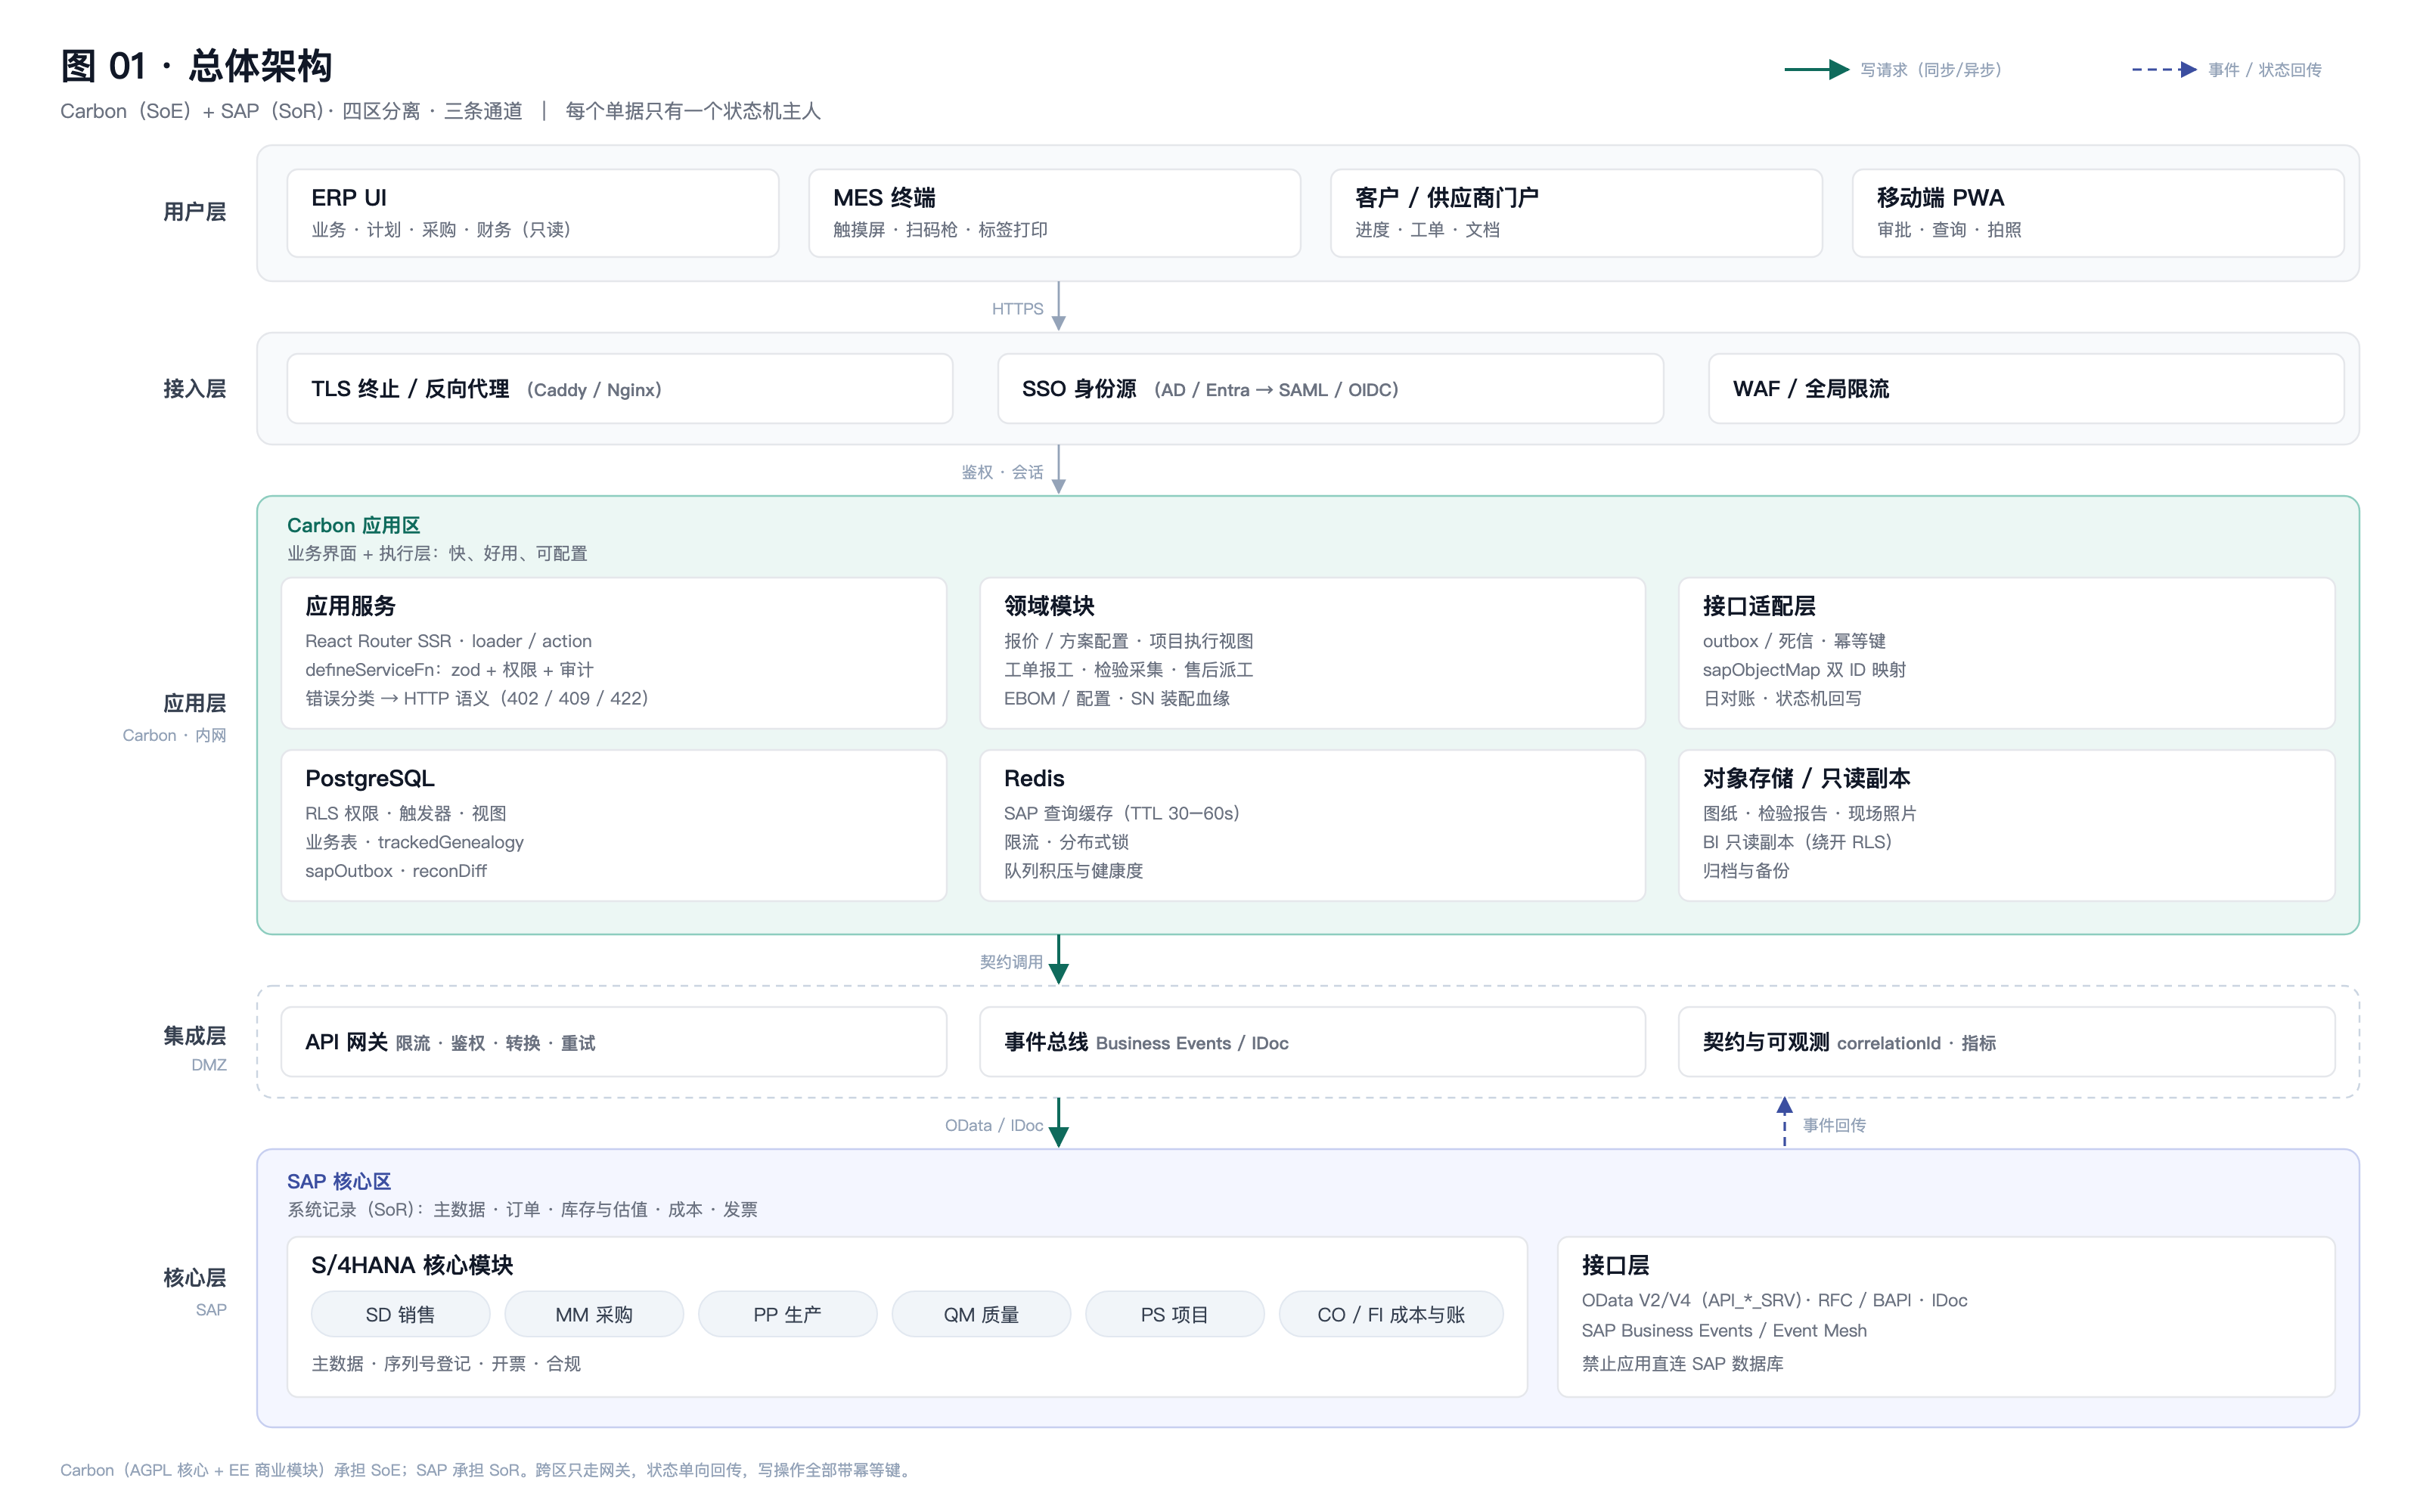 图 01 · 总体架构
写请求（同步/异步）
事件 / 状态回传
Carbon（SoE）+ SAP（SoR）· 四区分离 · 三条通道 ｜ 每个单据只有一个状态机主人
用户层
ERP UI
业务 · 计划 · 采购 · 财务（只读）
MES 终端
触摸屏 · 扫码枪 · 标签打印
客户 / 供应商门户
进度 · 工单 · 文档
移动端 PWA
审批 · 查询 · 拍照
HTTPS
接入层
TLS 终止 / 反向代理 （Caddy / Nginx）
SSO 身份源 （AD / Entra → SAML / OIDC）
WAF / 全局限流
鉴权 · 会话
应用层
Carbon · 内网
Carbon 应用区
业务界面 + 执行层：快、好用、可配置
应用服务
React Router SSR · loader / action
defineServiceFn：zod + 权限 + 审计
错误分类 → HTTP 语义（402 / 409 / 422）
领域模块
报价 / 方案配置 · 项目执行视图
工单报工 · 检验采集 · 售后派工
EBOM / 配置 · SN 装配血缘
接口适配层
outbox / 死信 · 幂等键
sapObjectMap 双 ID 映射
日对账 · 状态机回写
PostgreSQL
RLS 权限 · 触发器 · 视图
业务表 · trackedGenealogy
sapOutbox · reconDiff
Redis
SAP 查询缓存（TTL 30–60s）
限流 · 分布式锁
队列积压与健康度
对象存储 / 只读副本
图纸 · 检验报告 · 现场照片
BI 只读副本（绕开 RLS）
归档与备份
契约调用
集成层
DMZ
API 网关 限流 · 鉴权 · 转换 · 重试
事件总线 Business Events / IDoc
契约与可观测 correlationId · 指标
OData / IDoc
事件回传
核心层
SAP
SAP 核心区
系统记录（SoR）：主数据 · 订单 · 库存与估值 · 成本 · 发票
S/4HANA 核心模块
SD 销售
MM 采购
PP 生产
QM 质量
PS 项目
CO / FI 成本与账
主数据 · 序列号登记 · 开票 · 合规
接口层
OData V2/V4（API_*_SRV）· RFC / BAPI · IDoc
SAP Business Events / Event Mesh
禁止应用直连 SAP 数据库
Carbon（AGPL 核心 + EE 商业模块）承担 SoE；SAP 承担 SoR。跨区只走网关，状态单向回传，写操作全部带幂等键。